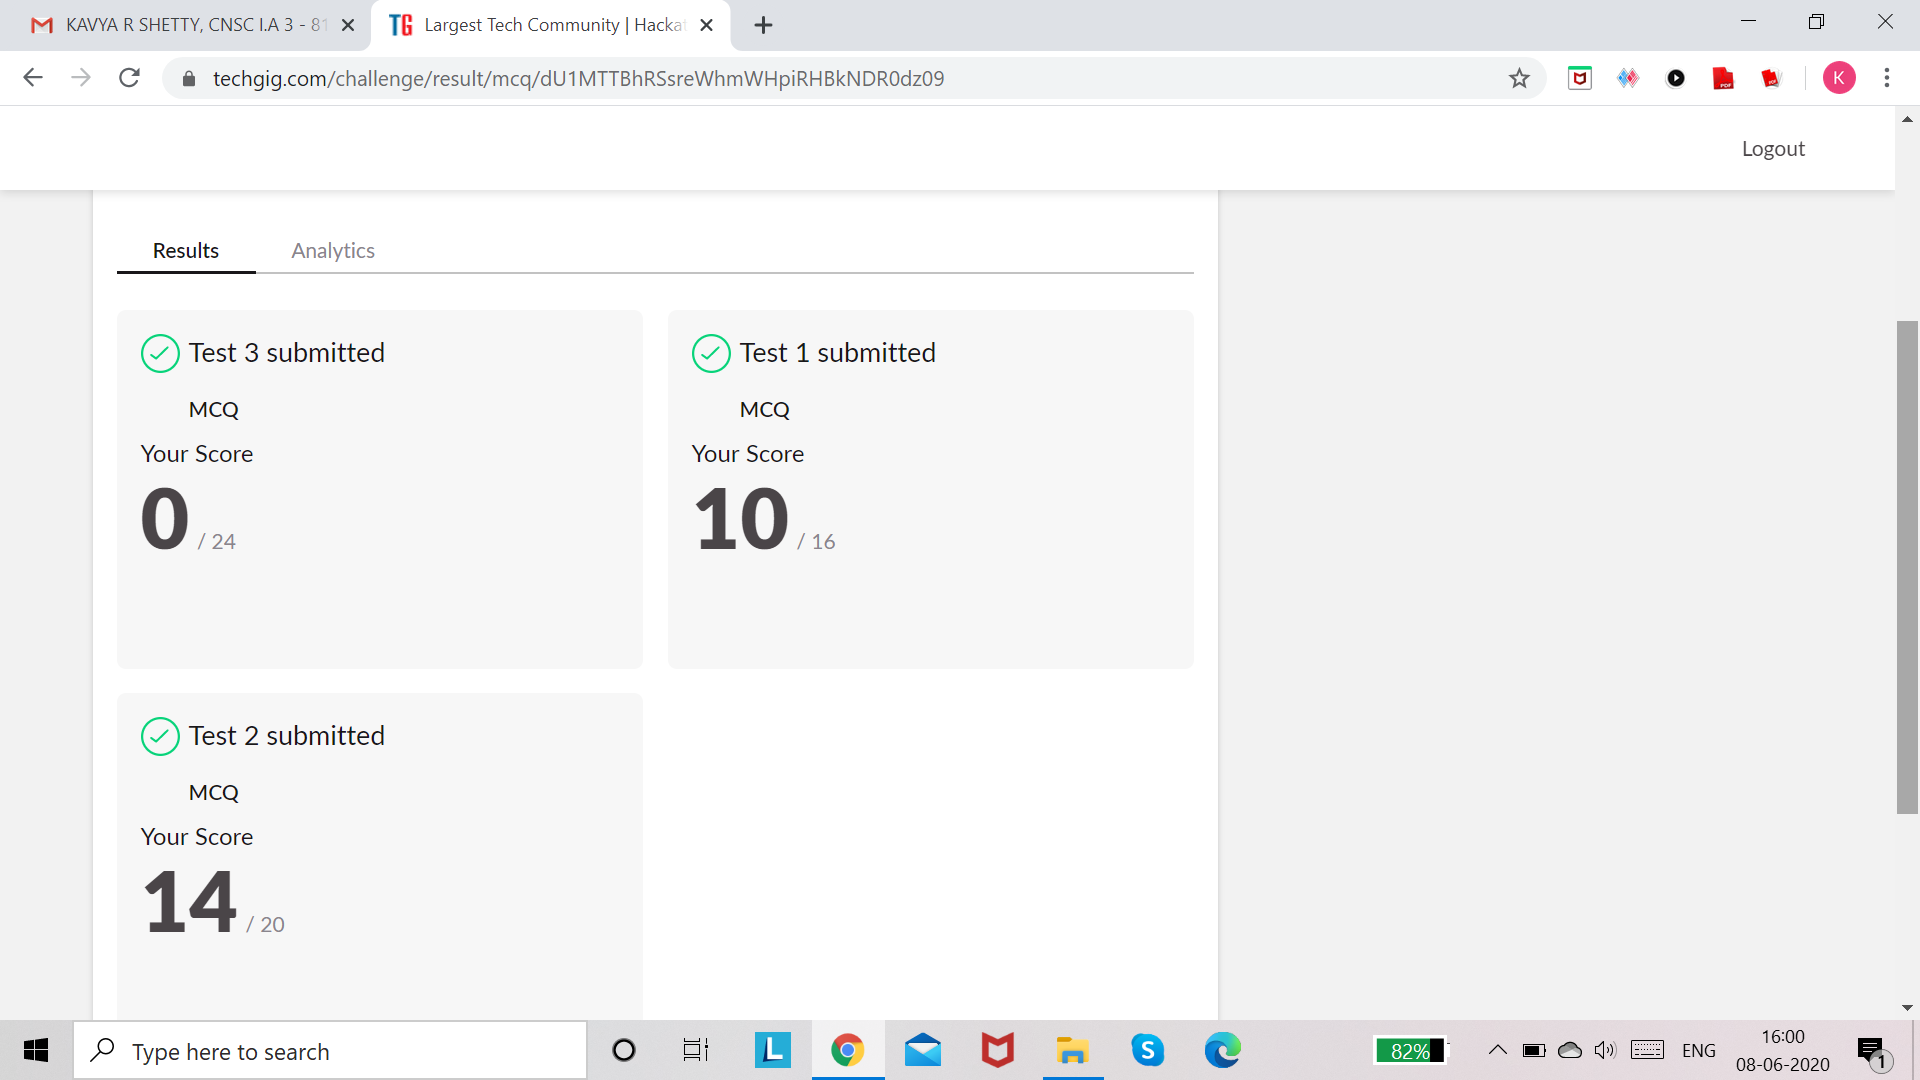 KAVYA R SHETTY, CNSC I.A 3 - 81
TG Largest Tech Community | Hacka
techgig.com/challenge/result/mcq/dU1MTTBhRSsreWhmWHpiRHBkNDR0dz09
K
Logout
Results Analytics
Test 3 submitted
MCQ
Your Score
0 / 24
Test 1 submitted
MCQ
Your Score
10 / 16
Test 2 submitted
MCQ
Your Score
14 / 20
Type here to search
L
S
82%
ENG
16:00
08-06-2020
1